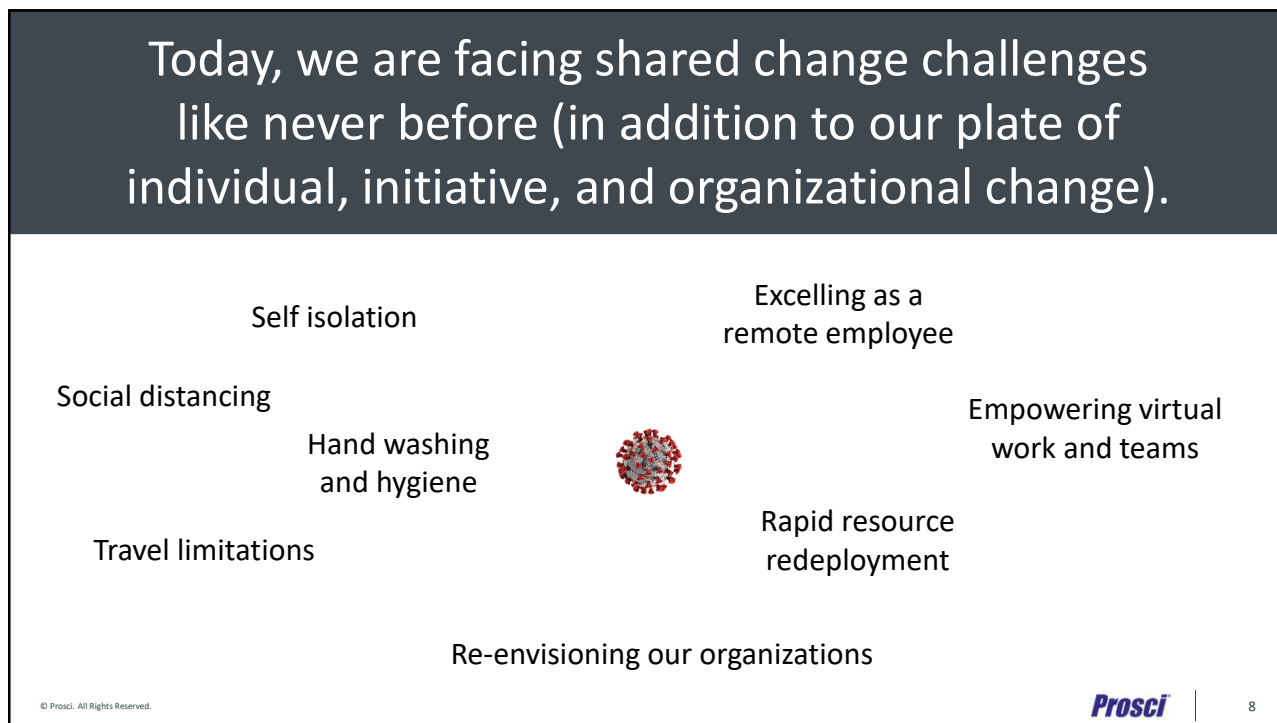 Today, we are facing shared change challenges
like never before (in addition to our plate of
individual, initiative, and organizational change).
Self isolation
Excelling as a
remote employee
Social distancing
Empowering virtual
work and teams
Hand washing
and hygiene
Rapid resource
redeployment
Travel limitations
Re-envisioning our organizations
© Prosci. All Rights Reserved.
Prosci
8